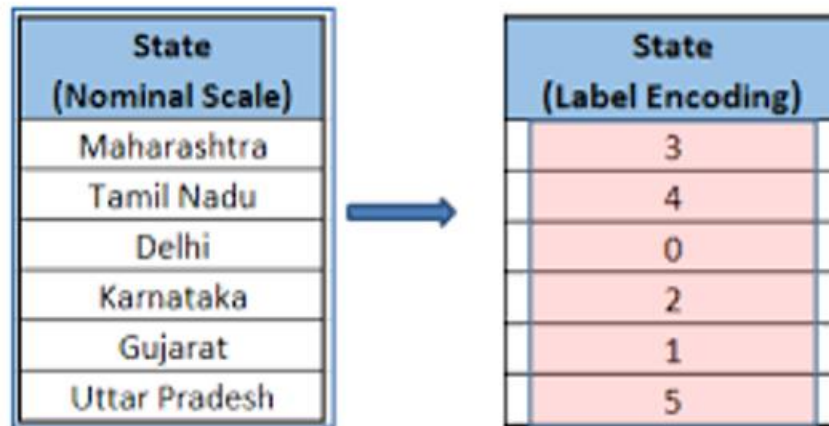 State
(Nominal Scale)
Maharashtra
Tamil Nadu
Delhi
Karnataka
Gujarat
Uttar Pradesh
State
(Label Encoding)
3
4
0
2
1
5